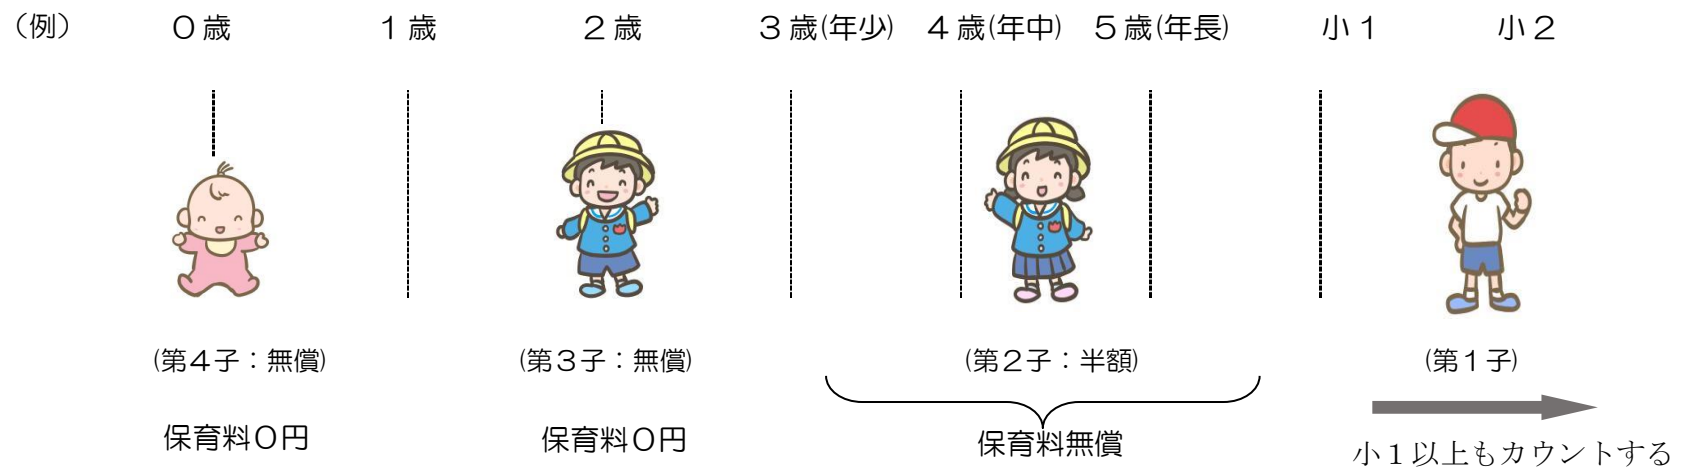 （例）　０歳　１歳　２歳　３歳(年少)　４歳(年中)　５歳(年長)　小１　小２
(第４子：無償)　(第３子：無償)　(第２子：半額)　(第１子)
保育料０円　保育料０円　保育料無償
小１以上もカウントする